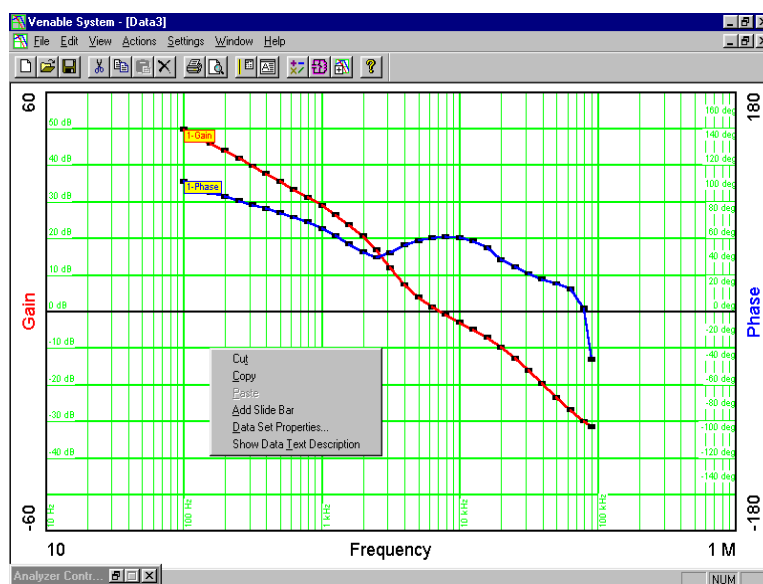 Venable System - [Data3]
File Edit View Actions Settings Window Help
60
180
50 dB
160 deg
1-Gain
140 deg
40 dB
120 deg
1-Phase
100 deg
30 dB
80 deg
20 dB
60 deg
40 deg
10 dB
20 deg
0 dB
Gain
Phase
-20 deg
-10 dB
-40 deg
-20 dB
-60 deg
-80 deg
-30 dB
-100 deg
-40 dB
-120 deg
-140 deg
Cut
Copy
Paste
Add Slide Bar
Data Set Properties...
Show Data Text Description
10 Hz
100 Hz
1 kHz
10 kHz
100 kHz
-60
-180
10
Frequency
1 M
Analyzer Contr...
NUM